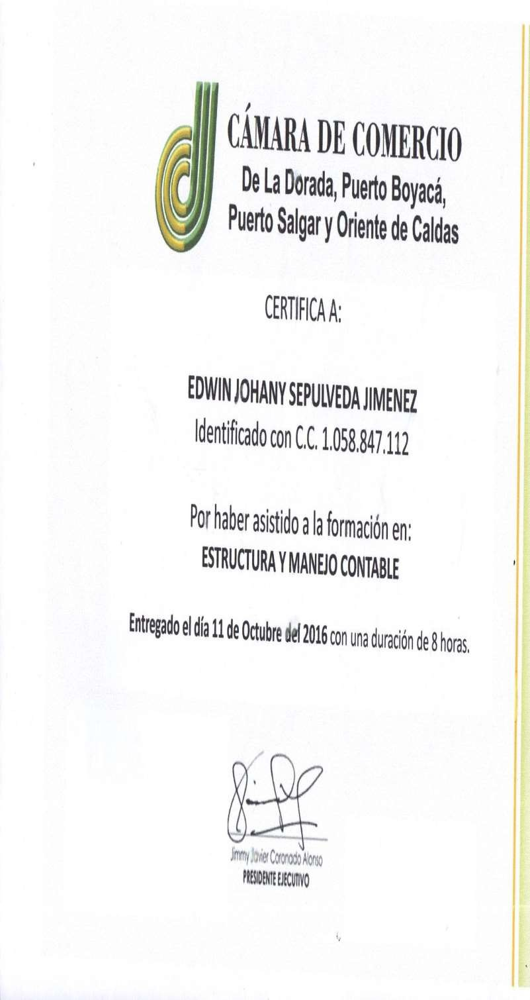 CÁMARA DE COMERCIO
De La Dorada, Puerto Boyacá,
Puerto Salgar y Oriente de Caldas
CERTIFICA A:
EDWIN JOHANY SEPULVEDA JIMENEZ
Identificado con C.C. 1.058.847.112
Por haber asistido a la formación en:
ESTRUCTURA Y MANEJO CONTABLE
Entregado el día 11 de Octubre del 2016 con una duración de 8 horas.
Jimmy Javier Coronado Alonso
PRESIDENTE EJECUTIVO